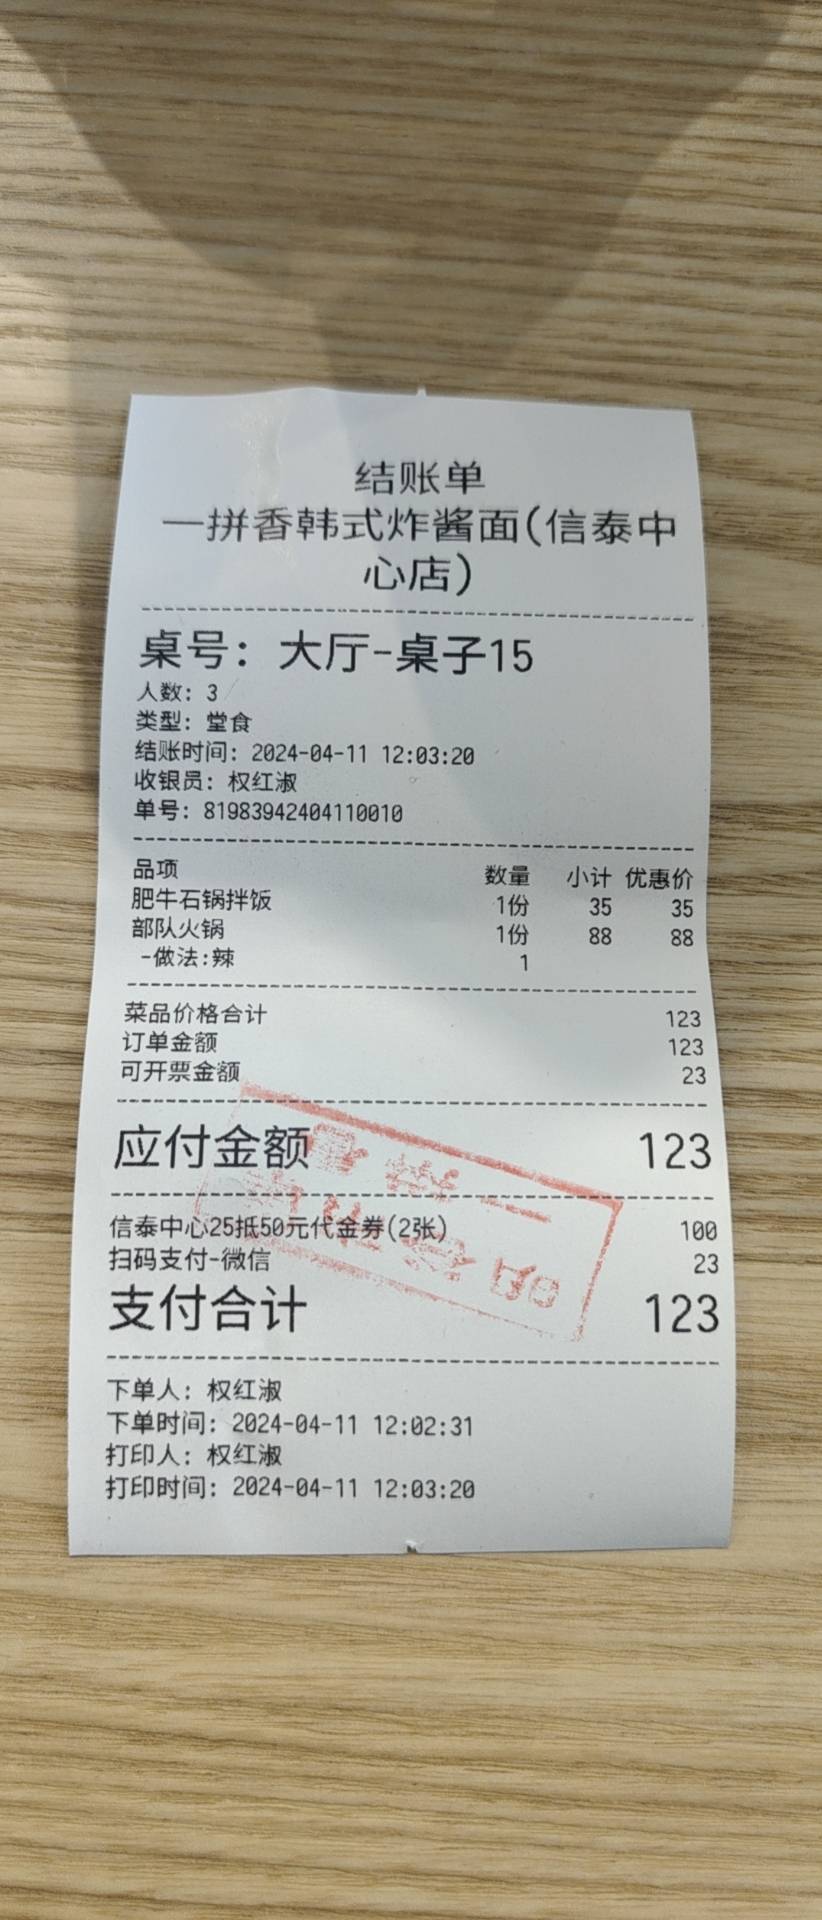 结账单
一拼香韩式炸酱面(信泰中
心店)
桌号: 大厅-桌子15
人数: 3
类型: 堂食
结账时间: 2024-04-11 12:03:20
收银员: 权红淑
单号: 81983942404110010
品项 数量 小计 优惠价
肥牛石锅拌饭 1份 35 35
部队火锅 1份 88 88
-做法:辣 1
菜品价格合计 123
订单金额 123
可开票金额 23
应付金额 123
信泰中心25抵50元代金券(2张) 100
扫码支付-微信 23
支付合计 123
下单人: 权红淑
下单时间: 2024-04-11 12:02:31
打印人: 权红淑
打印时间: 2024-04-11 12:03:20